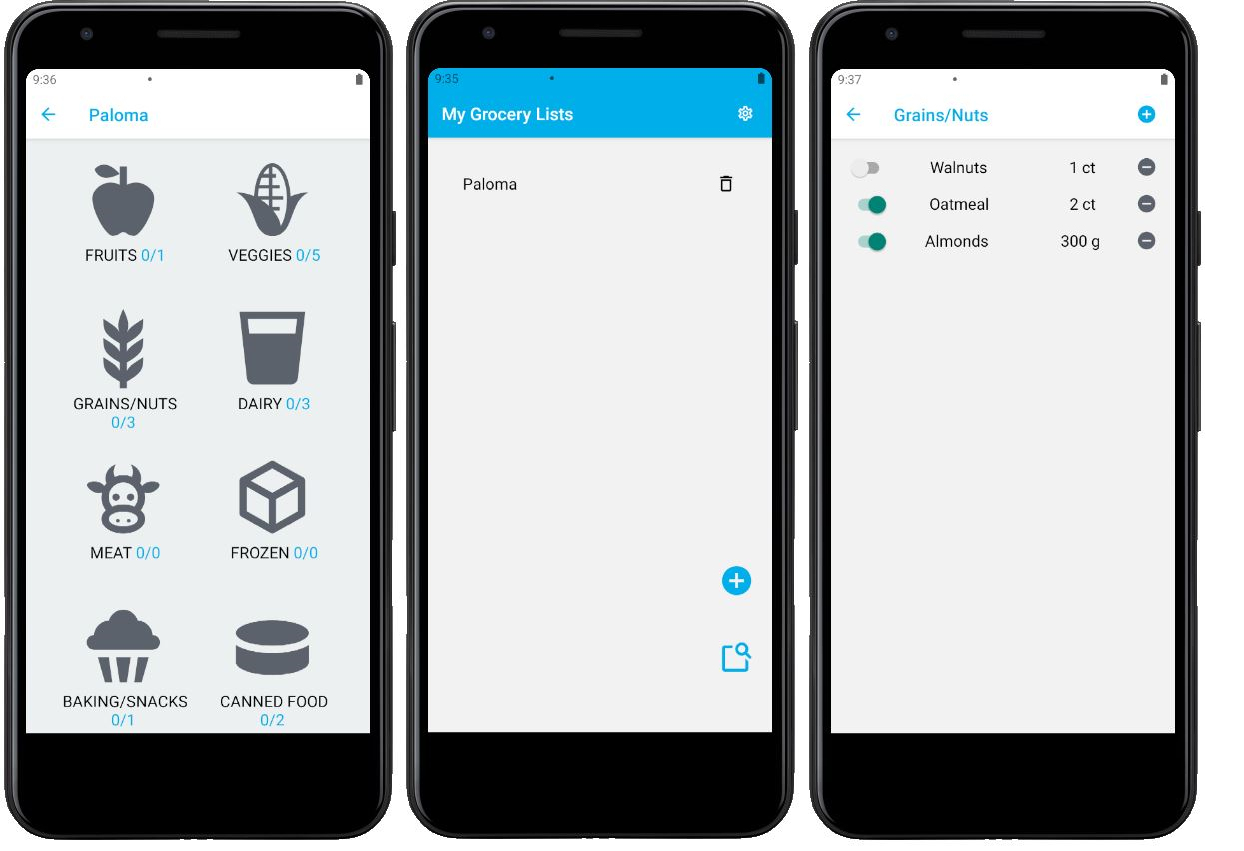 9:36
Paloma
FRUITS 0/1
VEGGIES 0/5
GRAINS/NUTS
0/3
DAIRY 0/3
MEAT 0/0
FROZEN 0/0
BAKING/SNACKS
0/1
CANNED FOOD
0/2
9:35
My Grocery Lists
Paloma
9:37
Grains/Nuts
Walnuts 1 ct
Oatmeal 2 ct
Almonds 300 g